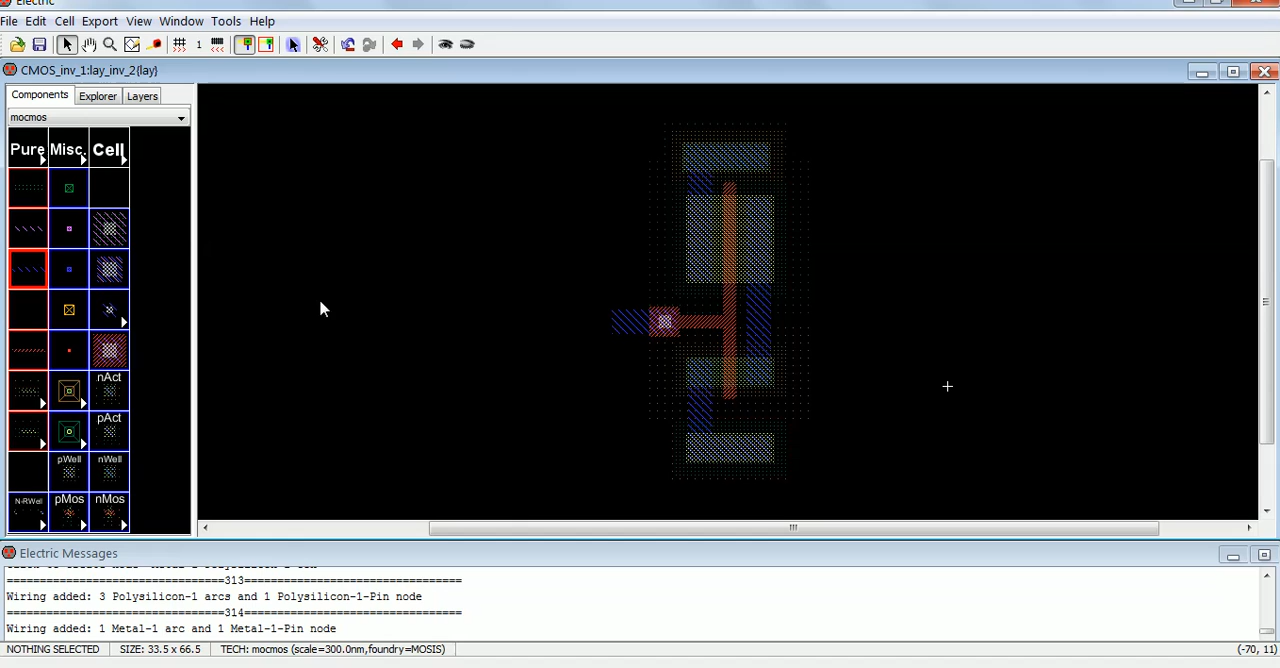 Electric
File Edit Cell Export View Window Tools Help
1
CMOS_inv_1:lay_inv_2{lay}
Components Explorer Layers
mocmos
Pure Misc. Cell
nAct
pAct
pWell nWell
N-RWell pMos nMos
Electric Messages
================================313=================================
Wiring added: 3 Polysilicon-1 arcs and 1 Polysilicon-1-Pin node
================================314=================================
Wiring added: 1 Metal-1 arc and 1 Metal-1-Pin node
NOTHING SELECTED SIZE: 33.5 x 66.5 TECH: mocmos (scale=300.0nm,foundry=MOSIS) (-70, 11)